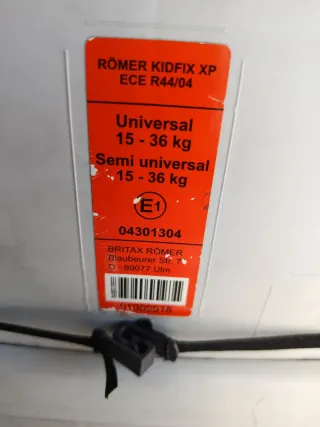 RÖMER KIDFIX XP
ECE R44/04
Universal
15 - 36 kg
Semi universal
15 - 36 kg
E1
04301304
BRITAX RÖMER
Blaubeurer Str. 71
D - 89077 Ulm